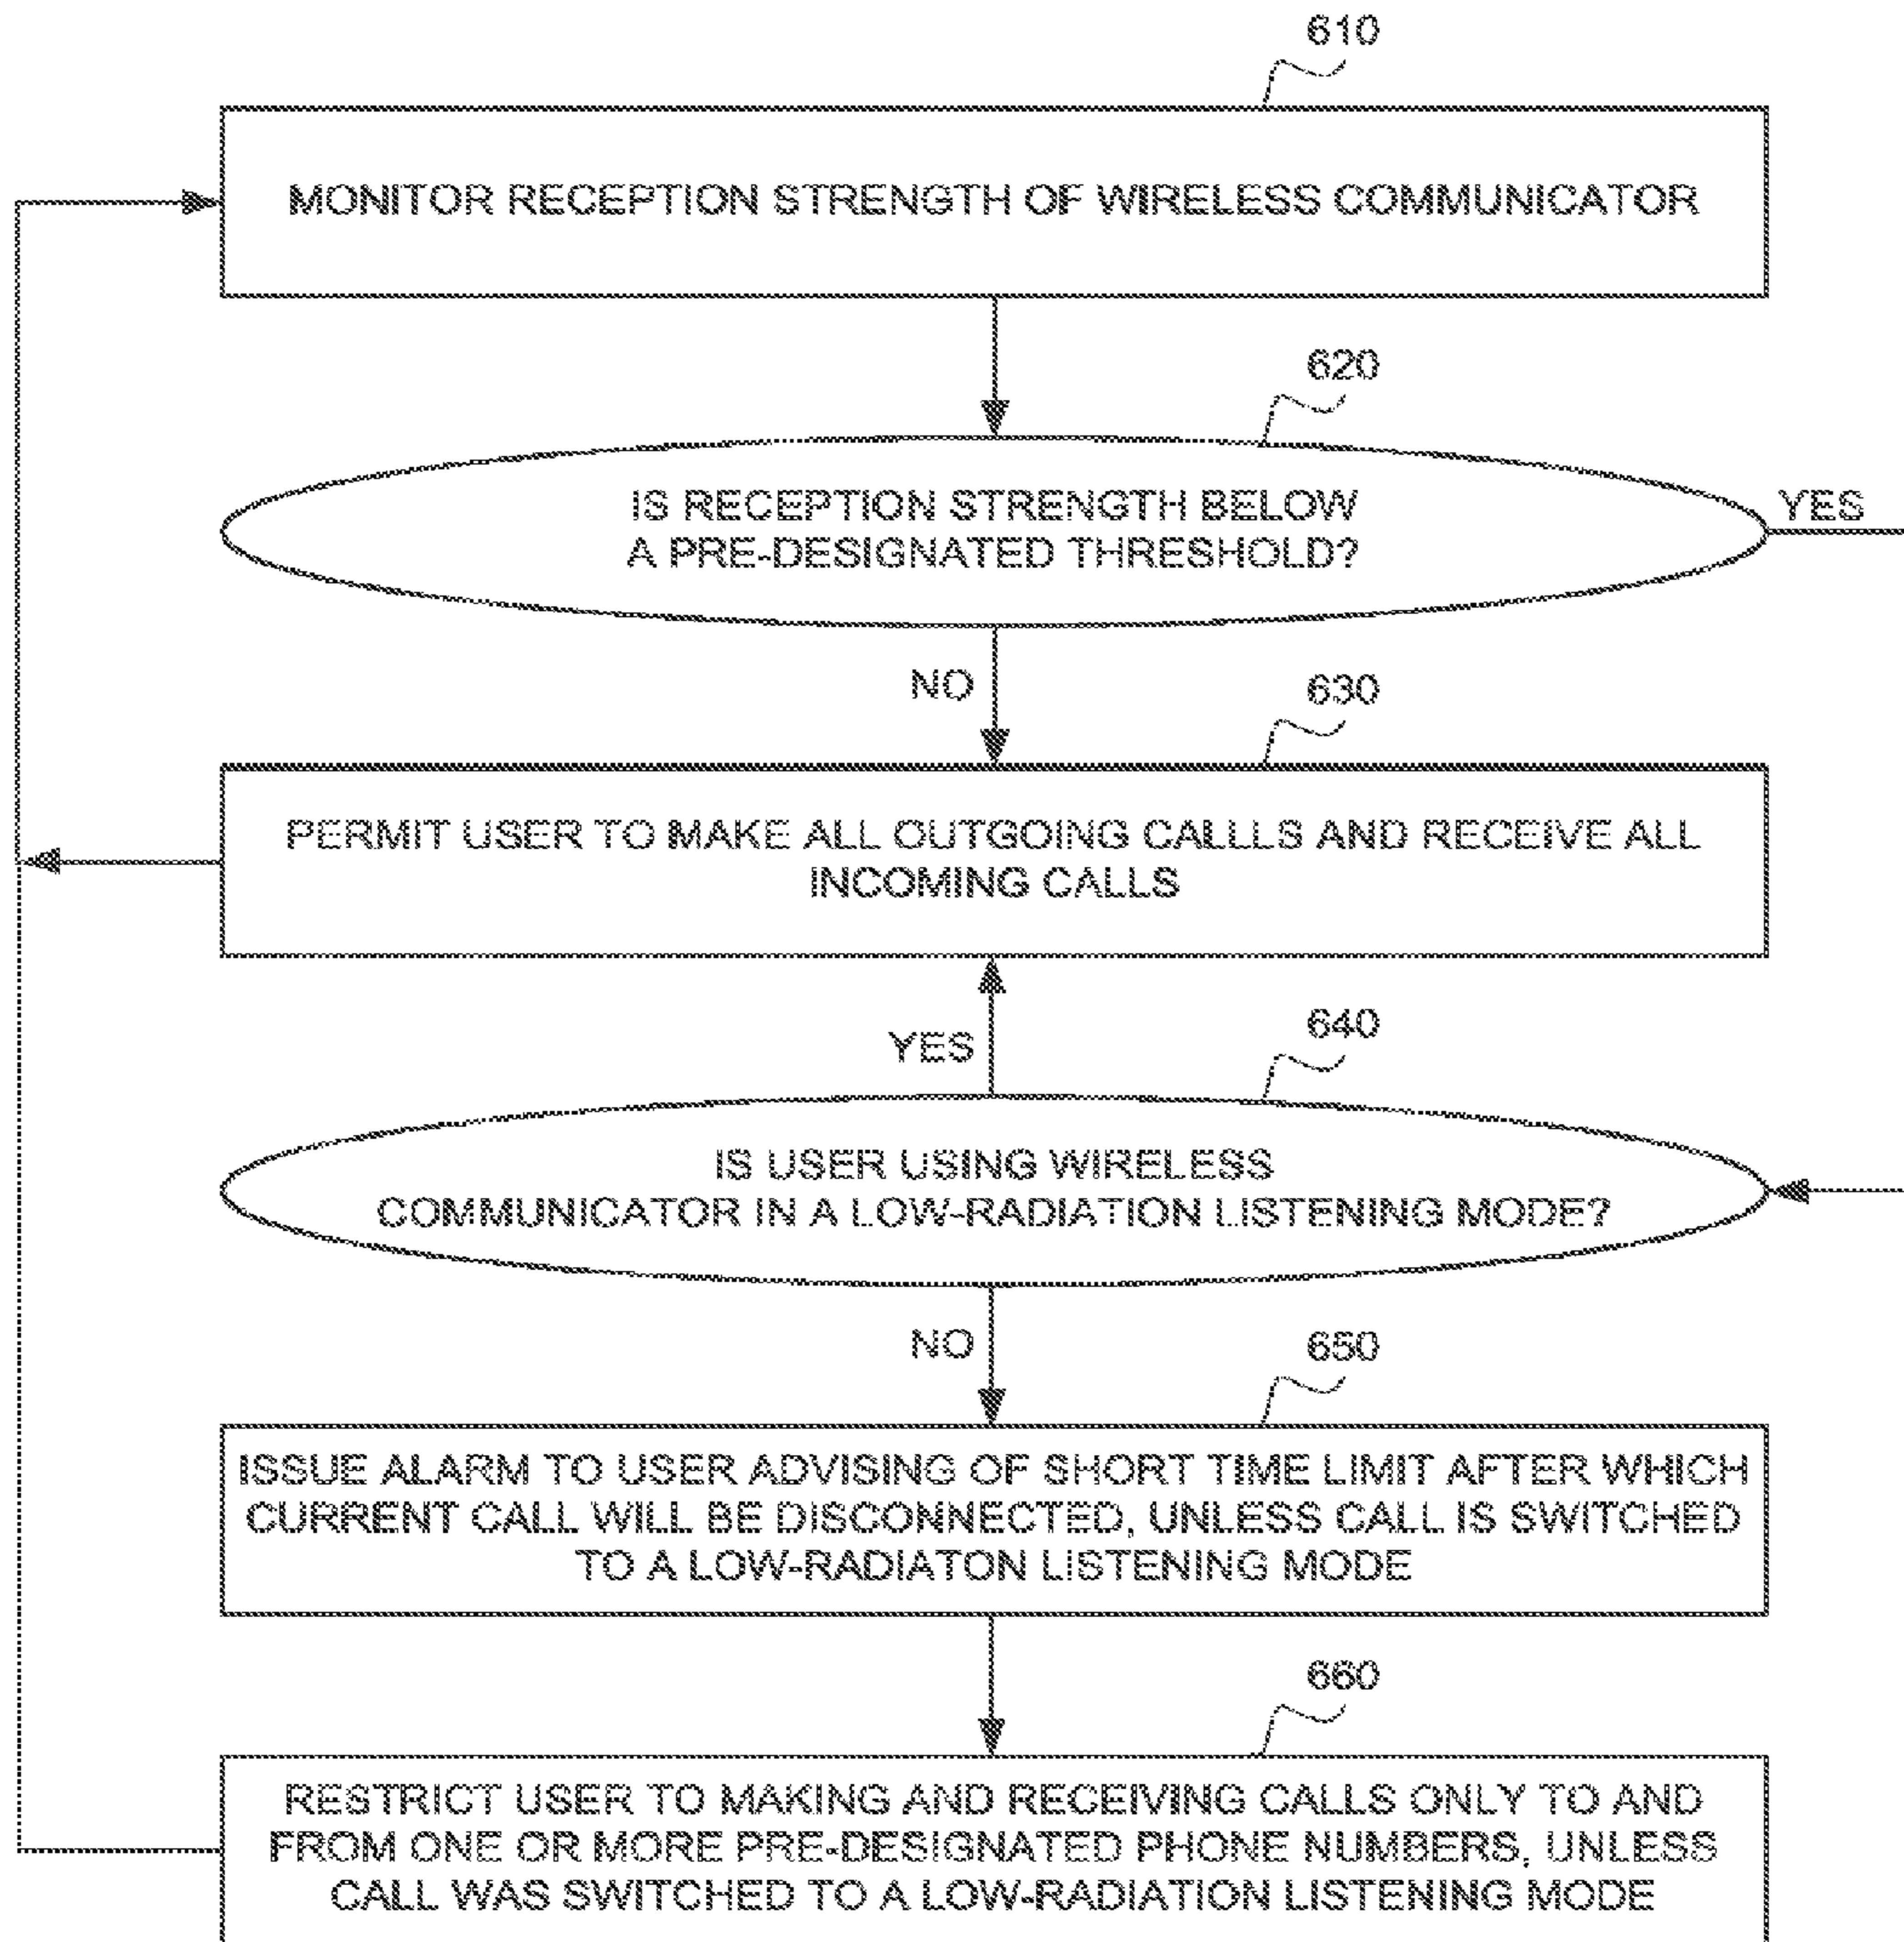 610
MONITOR RECEPTION STRENGTH OF WIRELESS COMMUNICATOR
620
IS RECEPTION STRENGTH BELOW
A PRE-DESIGNATED THRESHOLD?
YES
NO
630
PERMIT USER TO MAKE ALL OUTGOING CALLLS AND RECEIVE ALL
INCOMING CALLS
YES
640
IS USER USING WIRELESS
COMMUNICATOR IN A LOW-RADIATION LISTENING MODE?
NO
650
ISSUE ALARM TO USER ADVISING OF SHORT TIME LIMIT AFTER WHICH
CURRENT CALL WILL BE DISCONNECTED, UNLESS CALL IS SWITCHED
TO A LOW-RADIATON LISTENING MODE
660
RESTRICT USER TO MAKING AND RECEIVING CALLS ONLY TO AND
FROM ONE OR MORE PRE-DESIGNATED PHONE NUMBERS, UNLESS
CALL WAS SWITCHED TO A LOW-RADIATION LISTENING MODE